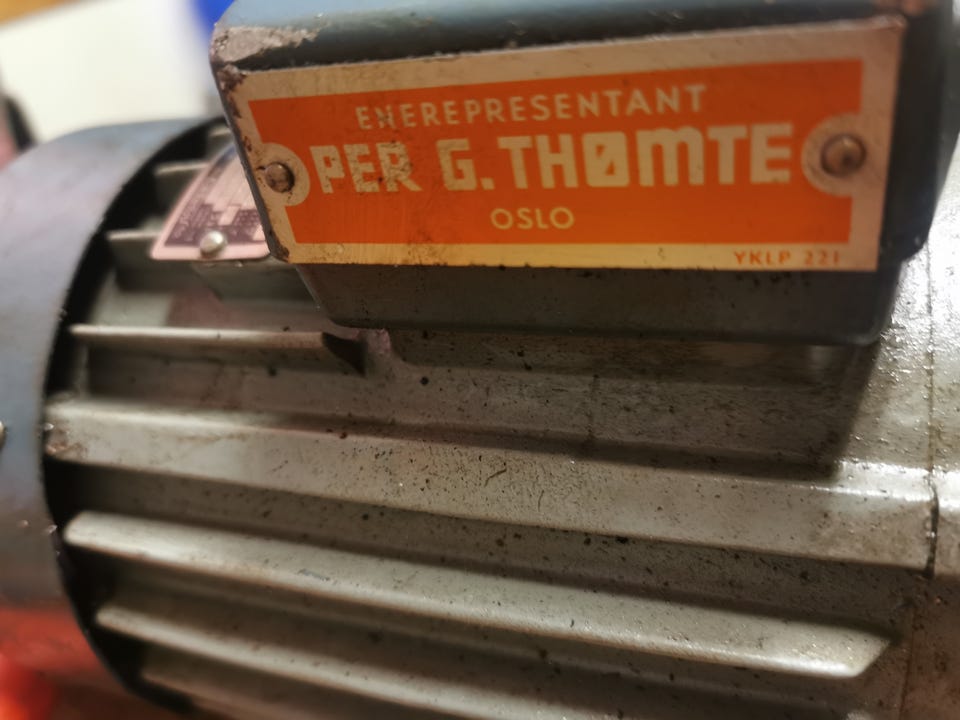 ENEREPRESENTANT
PER G. THØMTE
OSLO
YKLP 221